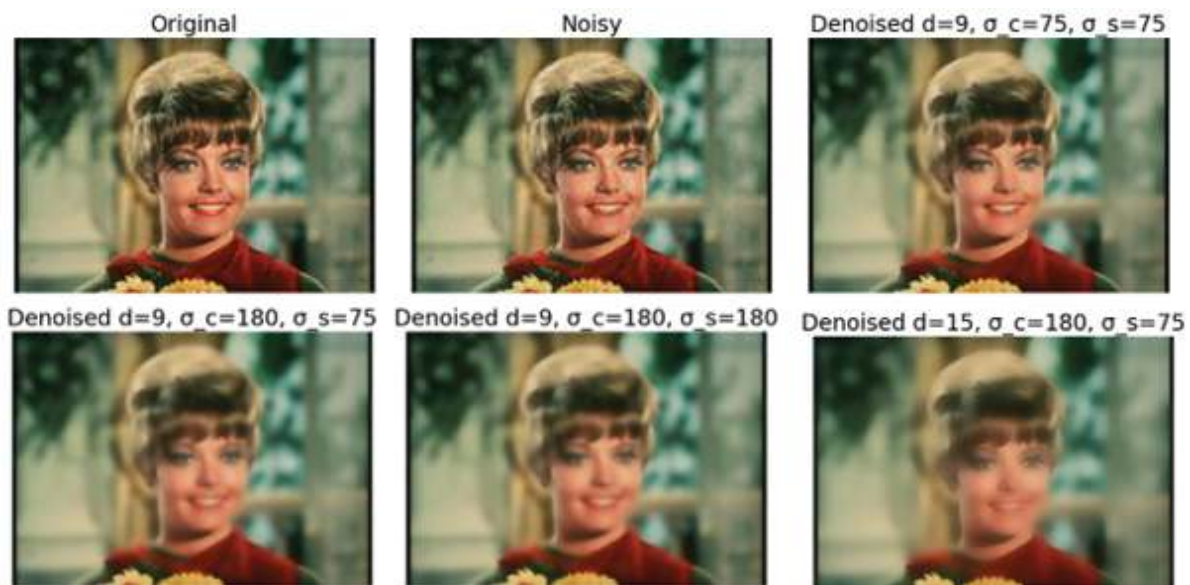 Original
Noisy
Denoised d=9, σ_c=75, σ_s=75
Denoised d=9, σ_c=180, σ_s=75
Denoised d=9, σ_c=180, σ_s=180
Denoised d=15, σ_c=180, σ_s=75